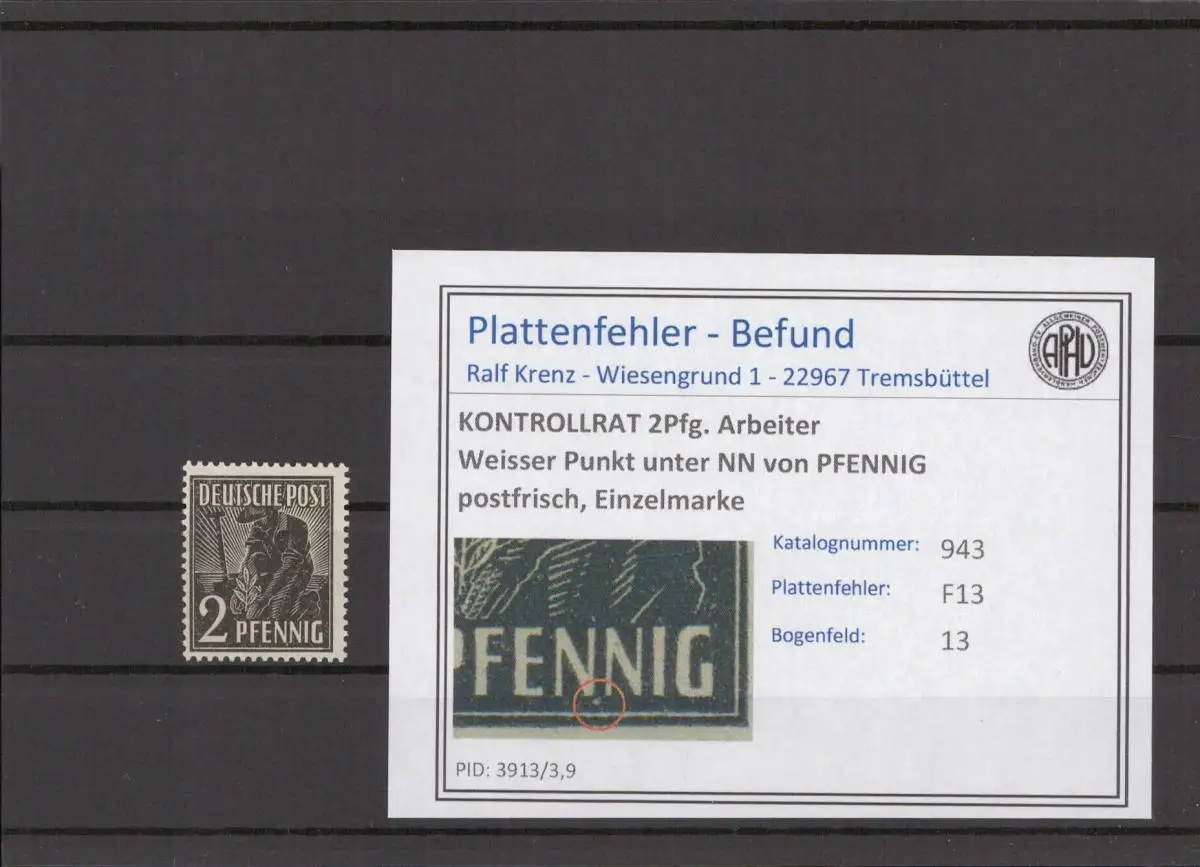 DEUTSCHE POST
2 PFENNIG
Plattenfehler - Befund
Ralf Krenz - Wiesengrund 1 - 22967 Tremsbüttel
APHV
KONTROLLRAT 2Pfg. Arbeiter
Weisser Punkt unter NN von PFENNIG
postfrisch, Einzelmarke
PFENNIG
Katalognummer: 943
Plattenfehler: F13
Bogenfeld: 13
PID: 3913/3,9